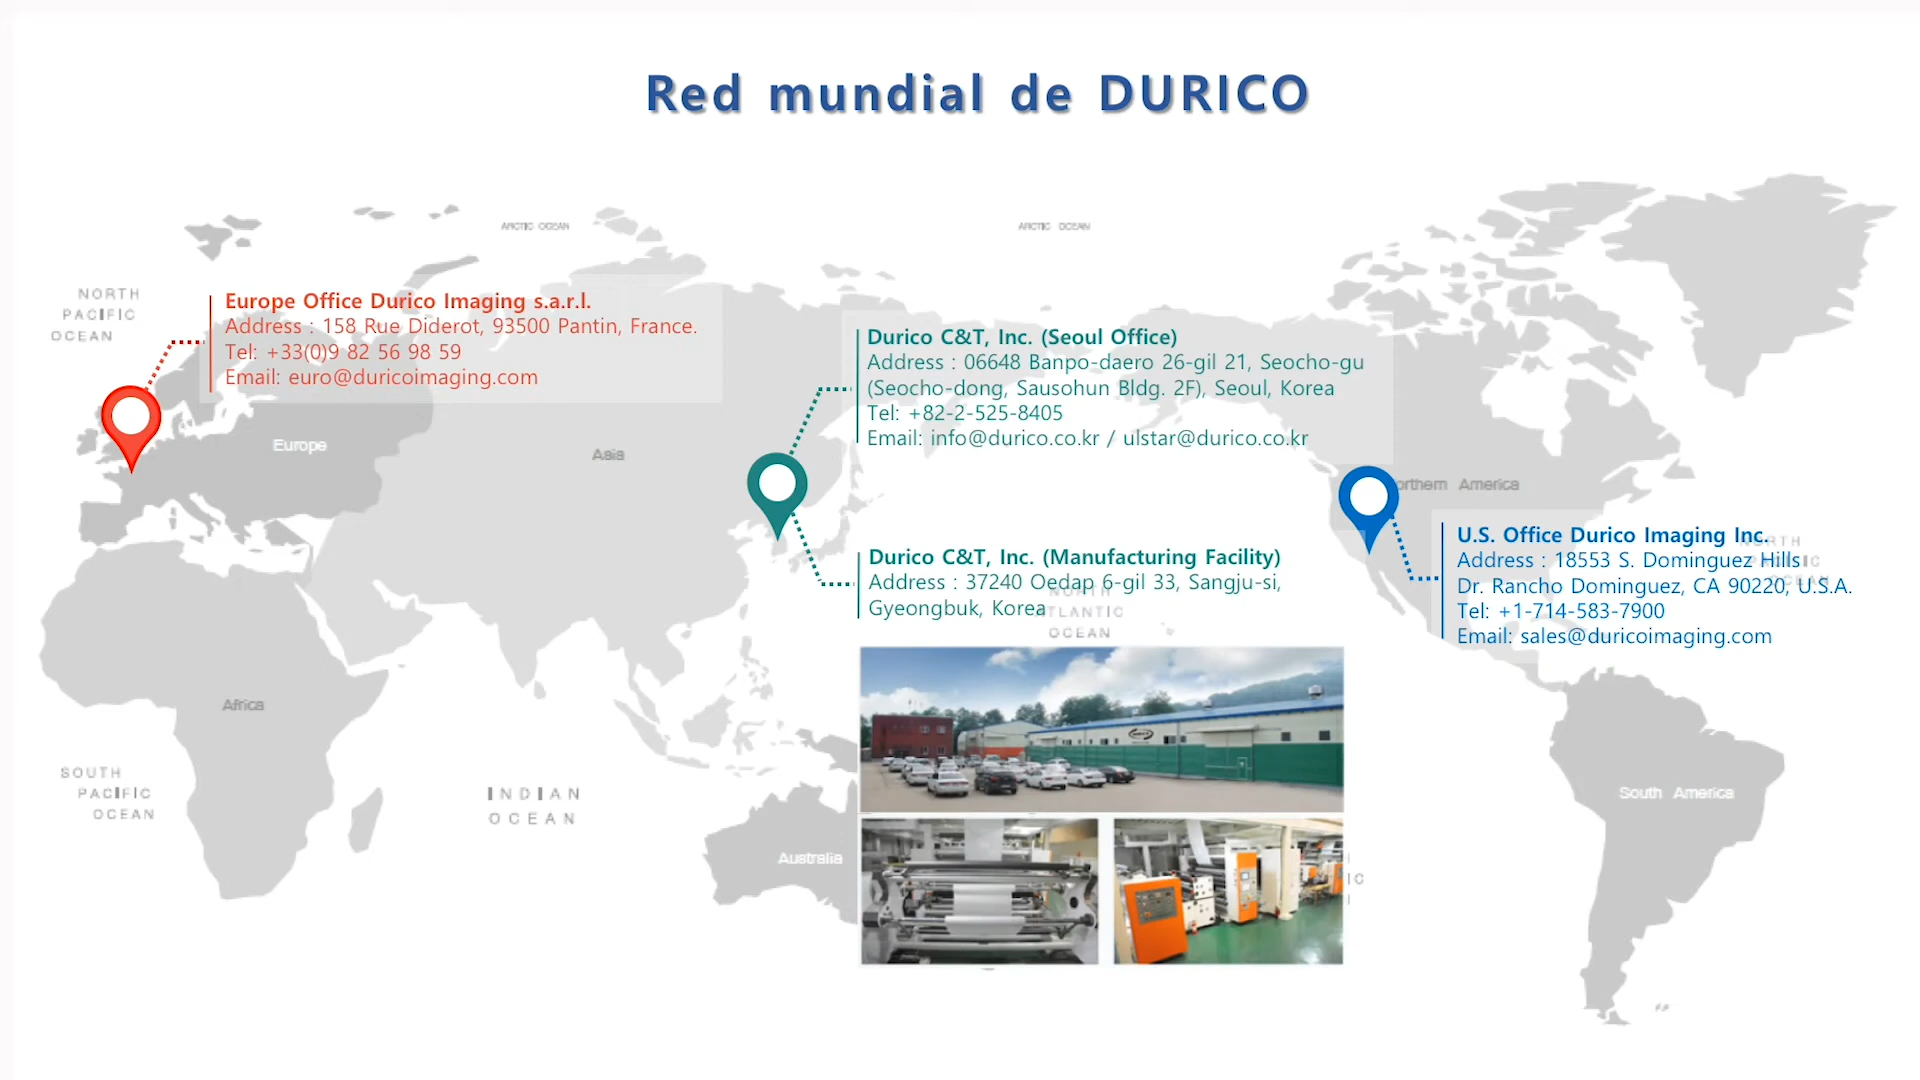 Red mundial de DURICO
ARCTIC OCEAN
ARCTIC OCEAN
NORTH
PACIFIC
OCEAN
Europe Office Durico Imaging s.a.r.l.
Address : 158 Rue Diderot, 93500 Pantin, France.
Tel: +33(0)9 82 56 98 59
Email: euro@duricoimaging.com
Durico C&T, Inc. (Seoul Office)
Address : 06648 Banpo-daero 26-gil 21, Seocho-gu
(Seocho-dong, Sausohun Bldg. 2F), Seoul, Korea
Tel: +82-2-525-8405
Email: info@durico.co.kr / ulstar@durico.co.kr
Europe
Asia
America
Durico C&T, Inc. (Manufacturing Facility)
Address : 37240 Oedap 6-gil 33, Sangju-si,
Gyeongbuk, Korea
NORTH
ATLANTIC
OCEAN
U.S. Office Durico Imaging Inc.
Address : 18553 S. Dominguez Hills
Dr. Rancho Dominguez, CA 90220, U.S.A.
Tel: +1-714-583-7900
Email: sales@duricoimaging.com
Africa
SOUTH
PACIFIC
OCEAN
INDIAN
OCEAN
South America
Australia